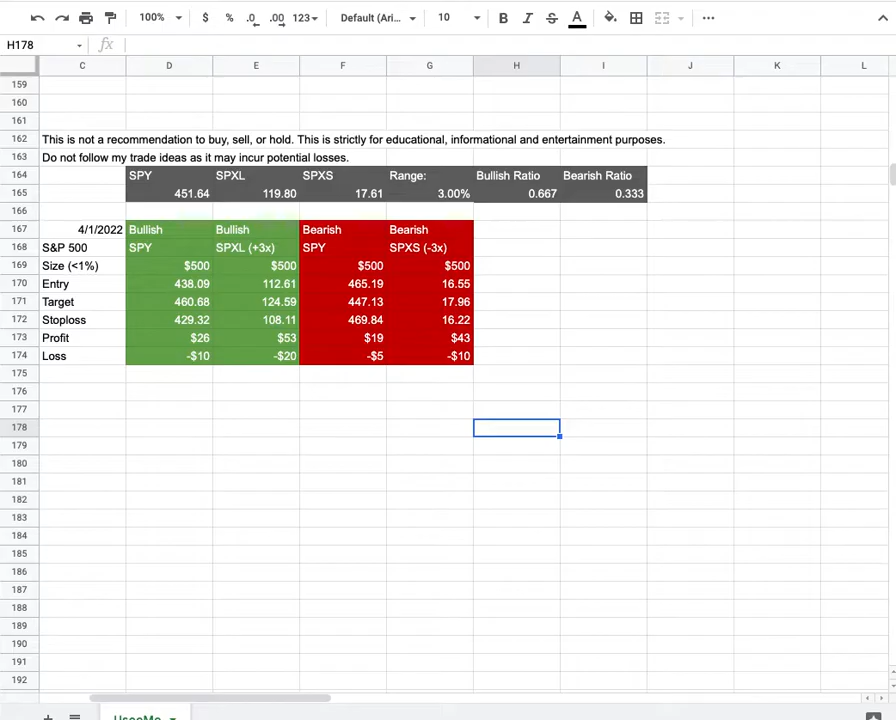 100% $ % .0 .00 123 Default (Ari... 10 B I S A
H178 fx
C D E F G H I J K L
159
160
161
162 This is not a recommendation to buy, sell, or hold. This is strictly for educational, informational and entertainment purposes.
163 Do not follow my trade ideas as it may incur potential losses.
164 SPY SPXL SPXS Range: Bullish Ratio Bearish Ratio
165 451.64 119.80 17.61 3.00% 0.667 0.333
166
167 4/1/2022 Bullish Bullish Bearish Bearish
168 S&P 500 SPY SPXL (+3x) SPY SPXS (-3x)
169 Size (<1%) $500 $500 $500 $500
170 Entry 438.09 112.61 465.19 16.55
171 Target 460.68 124.59 447.13 17.96
172 Stoploss 429.32 108.11 469.84 16.22
173 Profit $26 $53 $19 $43
174 Loss -$10 -$20 -$5 -$10
175
176
177
178
179
180
181
182
183
184
185
186
187
188
189
190
191
192